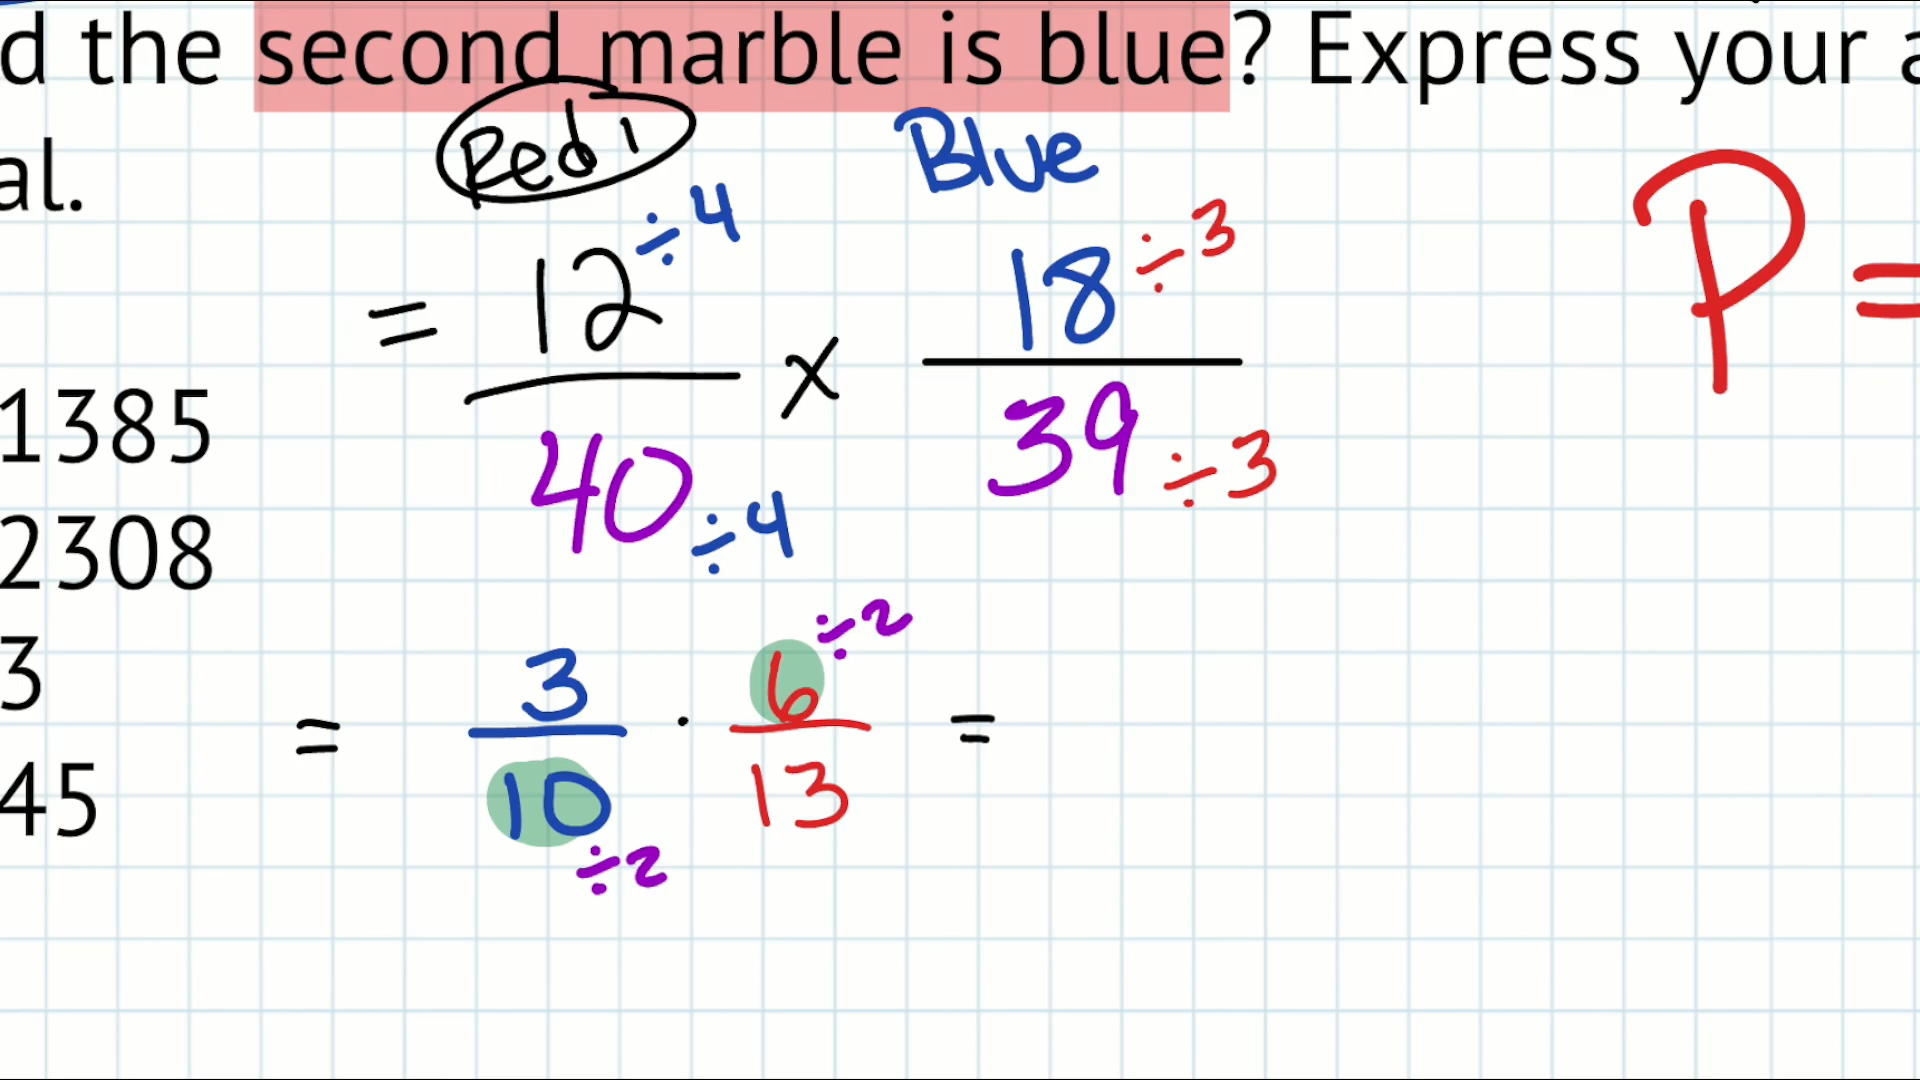 d the second marble is blue? Express your a
al.
Red 1 Blue
P =
= 12 ÷4 × 18 ÷3
40 ÷4 39 ÷3
1385
2308
3
45
= 3 · 6 ÷2 =
10 ÷2 13